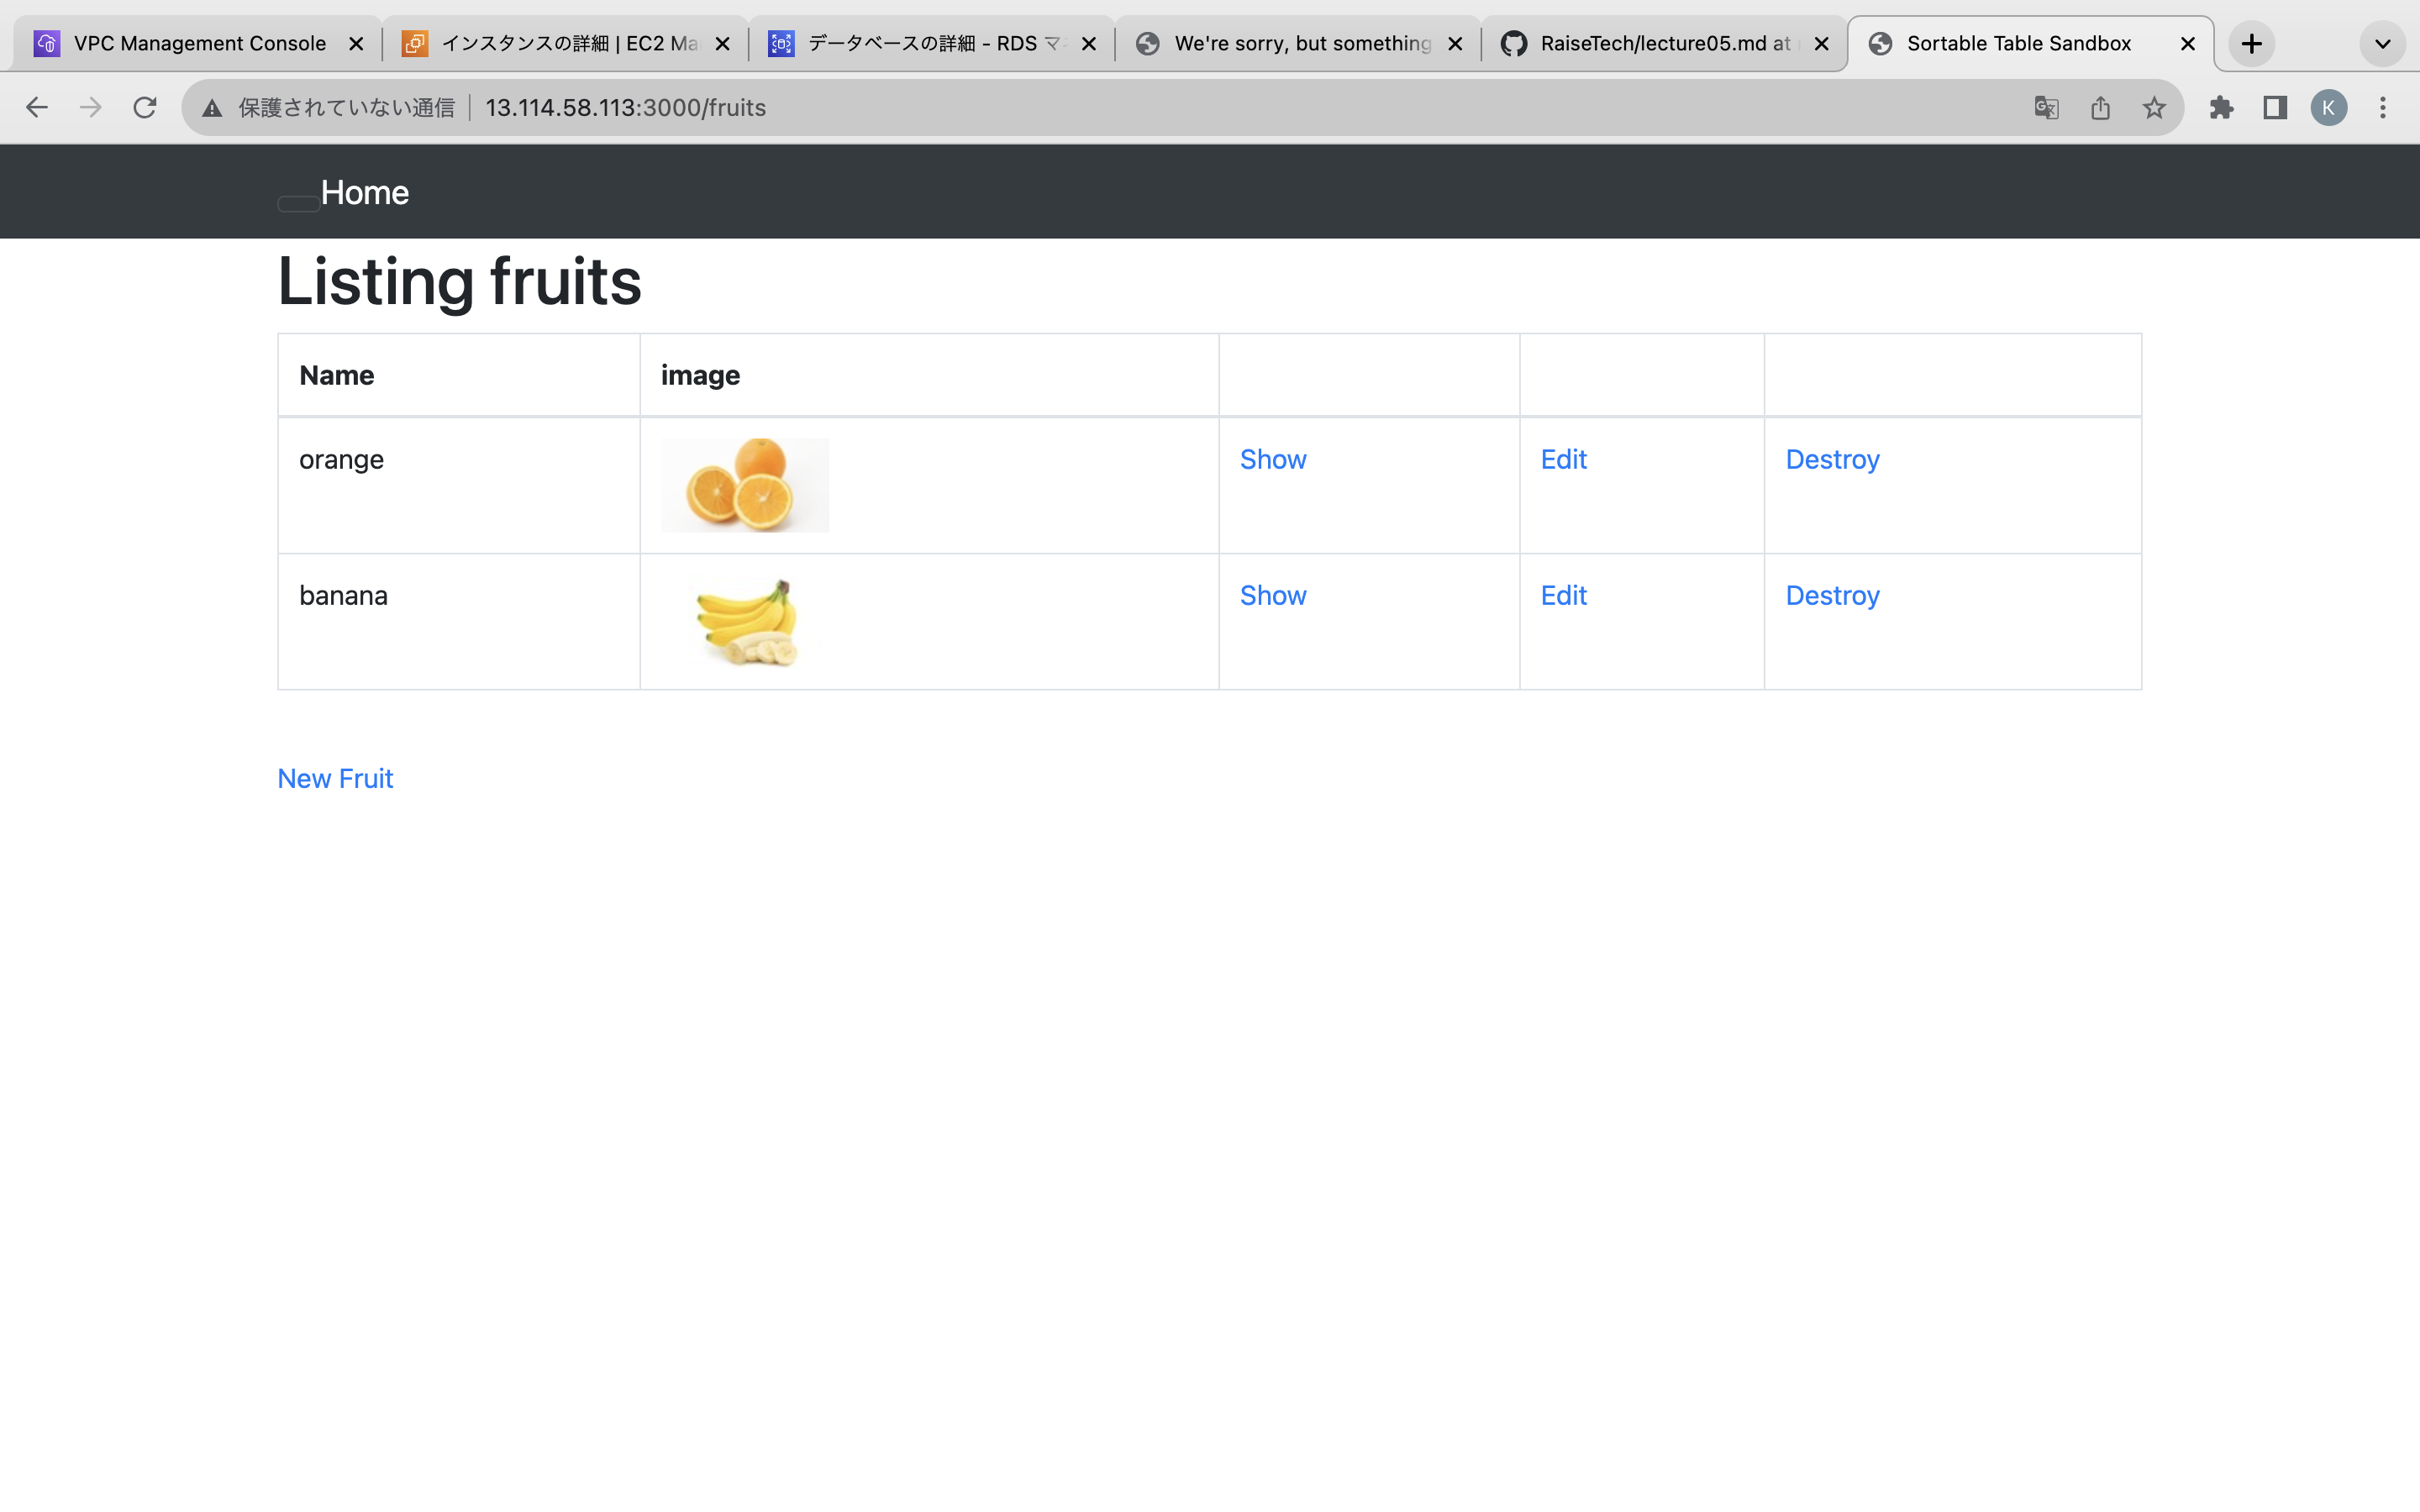 VPC Management Console
インスタンスの詳細 | EC2 Ma
データベースの詳細 - RDS マ
We're sorry, but something
RaiseTech/lecture05.md at
Sortable Table Sandbox
保護されていない通信 13.114.58.113:3000/fruits
K
Home
Listing fruits
Name image
orange Show Edit Destroy
banana Show Edit Destroy
New Fruit